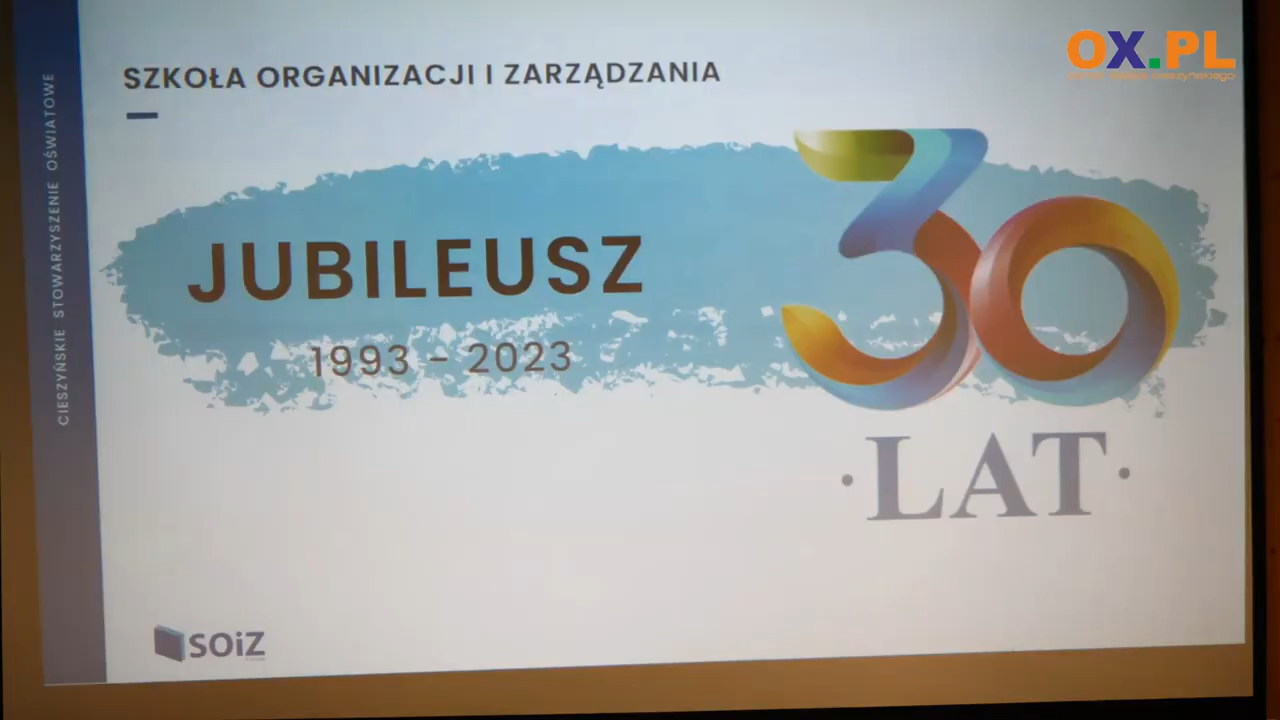 SZKOŁA ORGANIZACJI I ZARZĄDZANIA
CIESZYŃSKIE STOWARZYSZENIE OŚWIATOWE
JUBILEUSZ
1993 - 2023
30
·LAT·
SOiZ
OX.PL